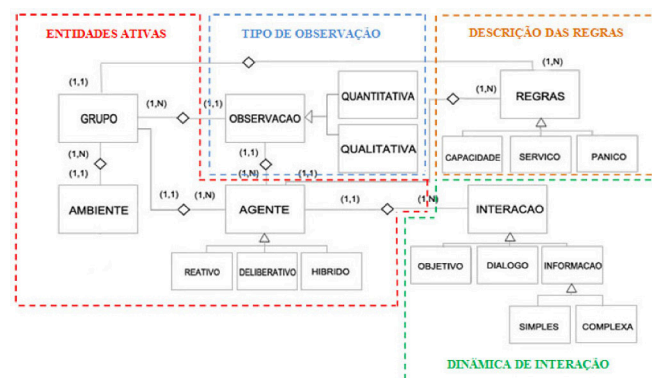 ENTIDADES ATIVAS
TIPO DE OBSERVAÇÃO
DESCRIÇÃO DAS REGRAS
(1,1)
(1,N)
GRUPO
(1,N)
(1,1)
OBSERVACAO
QUANTITATIVA
QUALITATIVA
(1,N)
REGRAS
CAPACIDADE
SERVICO
PANICO
(1,N)
(1,1)
AMBIENTE
(1,1)
(1,N)
(1,1)
(1,N)
(1,1)
AGENTE
(1,1)
(1,N)
INTERACAO
REATIVO
DELIBERATIVO
HIBRIDO
OBJETIVO
DIALOGO
INFORMACAO
SIMPLES
COMPLEXA
DINÂMICA DE INTERAÇÃO